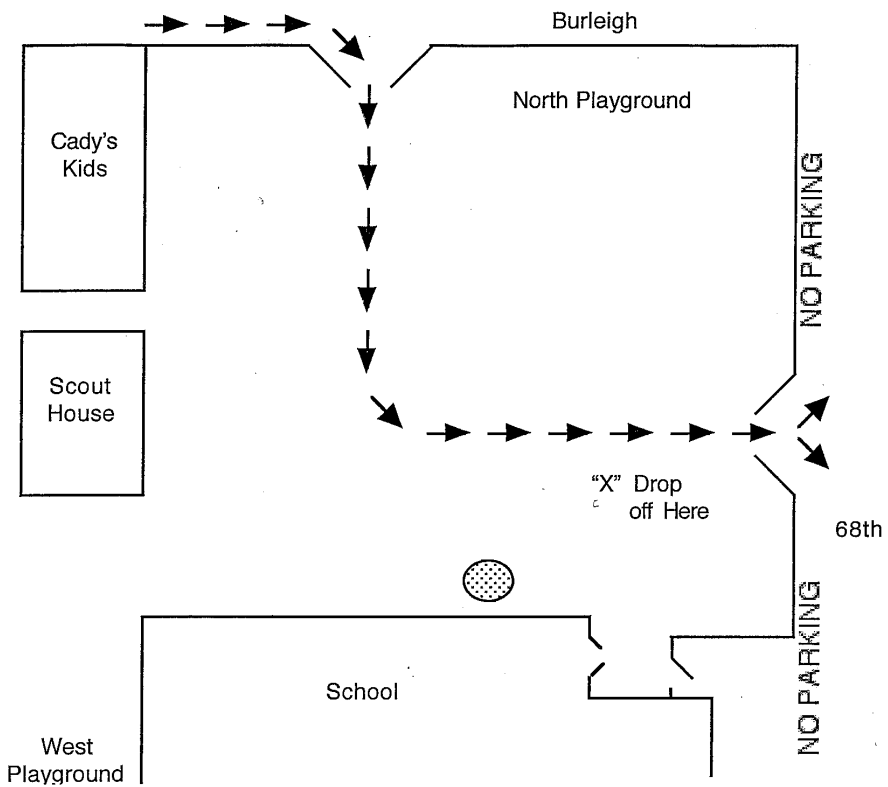 Burleigh
North Playground
Cady's
Kids
NO PARKING
Scout
House
“X” Drop
off Here
68th
NO PARKING
School
West
Playground